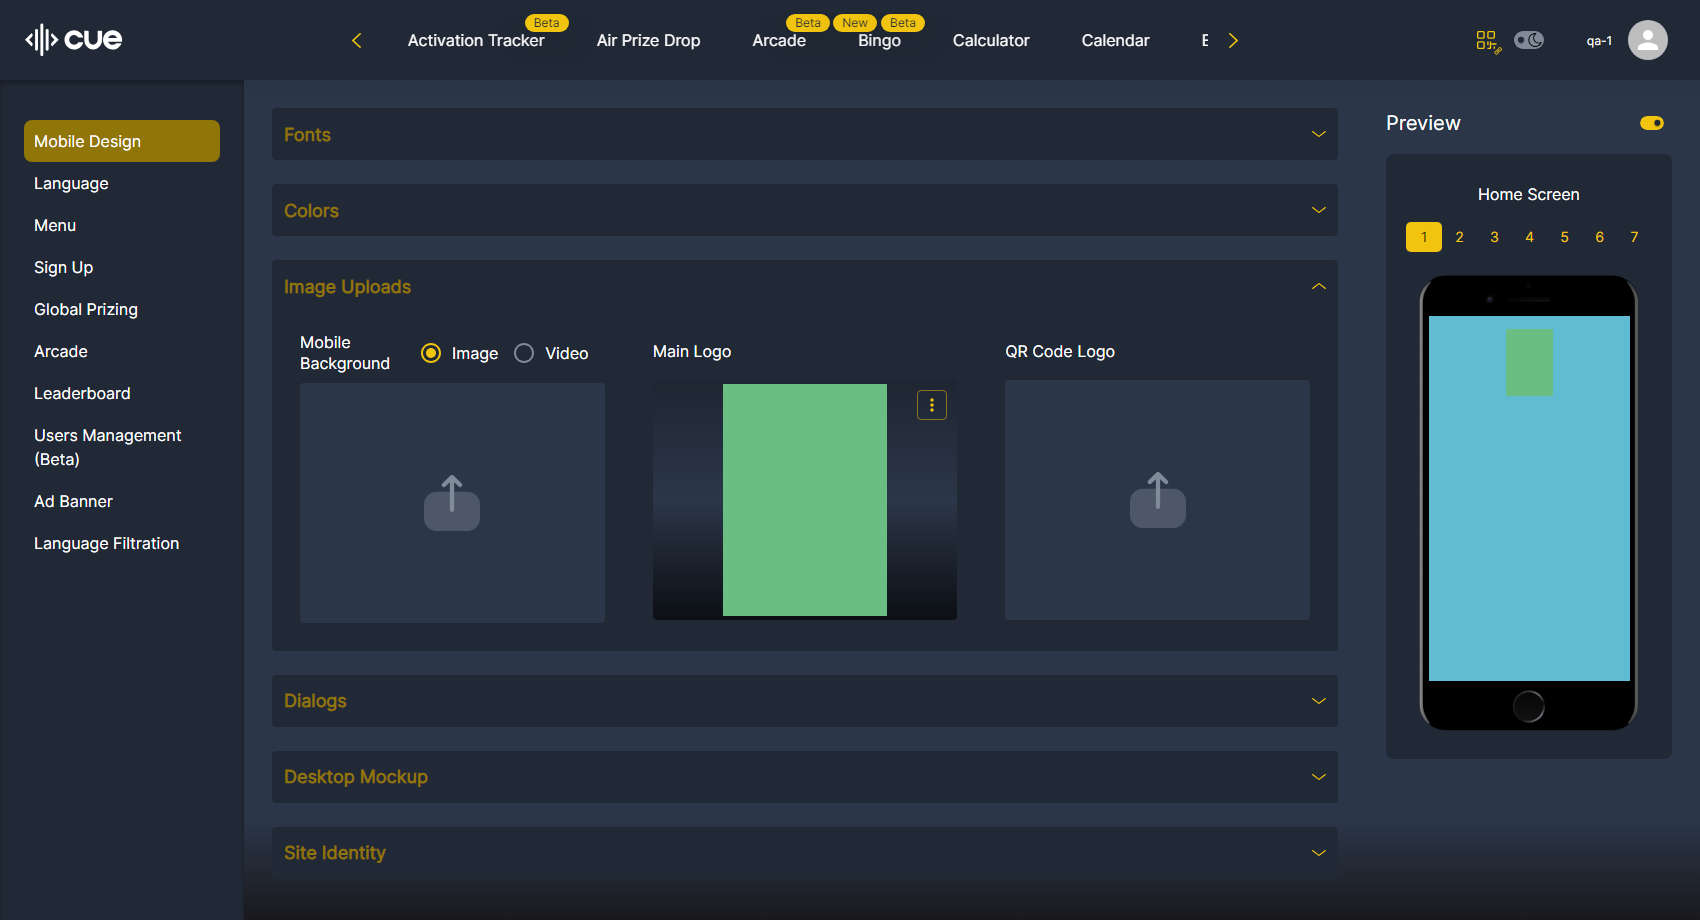 cue
Beta
Beta
New
Beta
Activation Tracker
Air Prize Drop
Arcade
Bingo
Calculator
Calendar
qa-1
Mobile Design
Language
Menu
Sign Up
Global Prizing
Arcade
Leaderboard
Users Management
(Beta)
Ad Banner
Language Filtration
Fonts
Colors
Image Uploads
Mobile
Background
Image
Video
Main Logo
QR Code Logo
Dialogs
Desktop Mockup
Site Identity
Preview
Home Screen
1 2 3 4 5 6 7